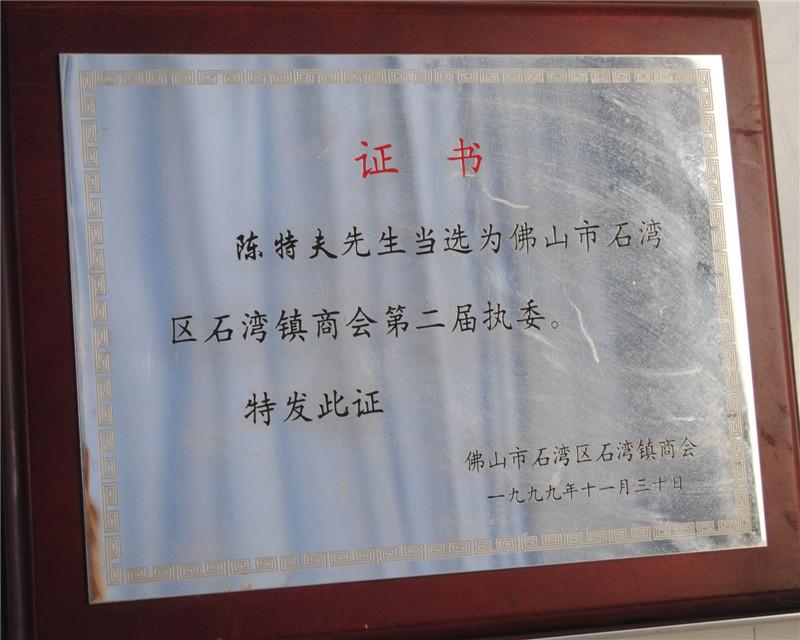 证 书
陈特夫先生当选为佛山市石湾
区石湾镇商会第二届执委。
特发此证
佛山市石湾区石湾镇商会
一九九九年十一月三十日